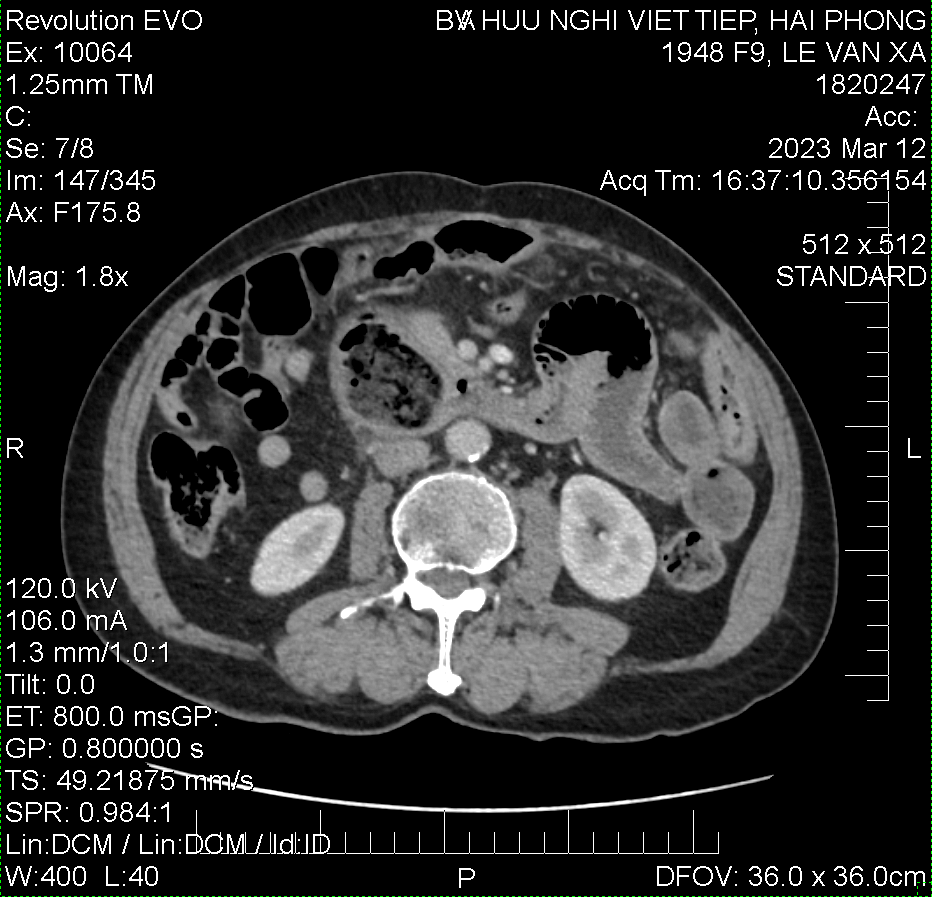 Revolution EVO
Ex: 10064
1.25mm TM
C:
Se: 7/8
Im: 147/345
Ax: F175.8
Mag: 1.8x
HUU NGHI VIET TIEP, HAI PHONG
1948 F9, LE VAN XA
1820247
Acc:
2023 Mar 12
Acq Tm: 16:37:10.356154
512 x 512
STANDARD
R
L
120.0 kV
106.0 mA
1.3 mm/1.0:1
Tilt: 0.0
ET: 800.0 msGP:
GP: 0.800000 s
TS: 49.21875 mm/s
SPR: 0.984:1
Lin:DCM / Lin:DCM / Id:ID
W:400 L:40
P
DFOV: 36.0 x 36.0cm